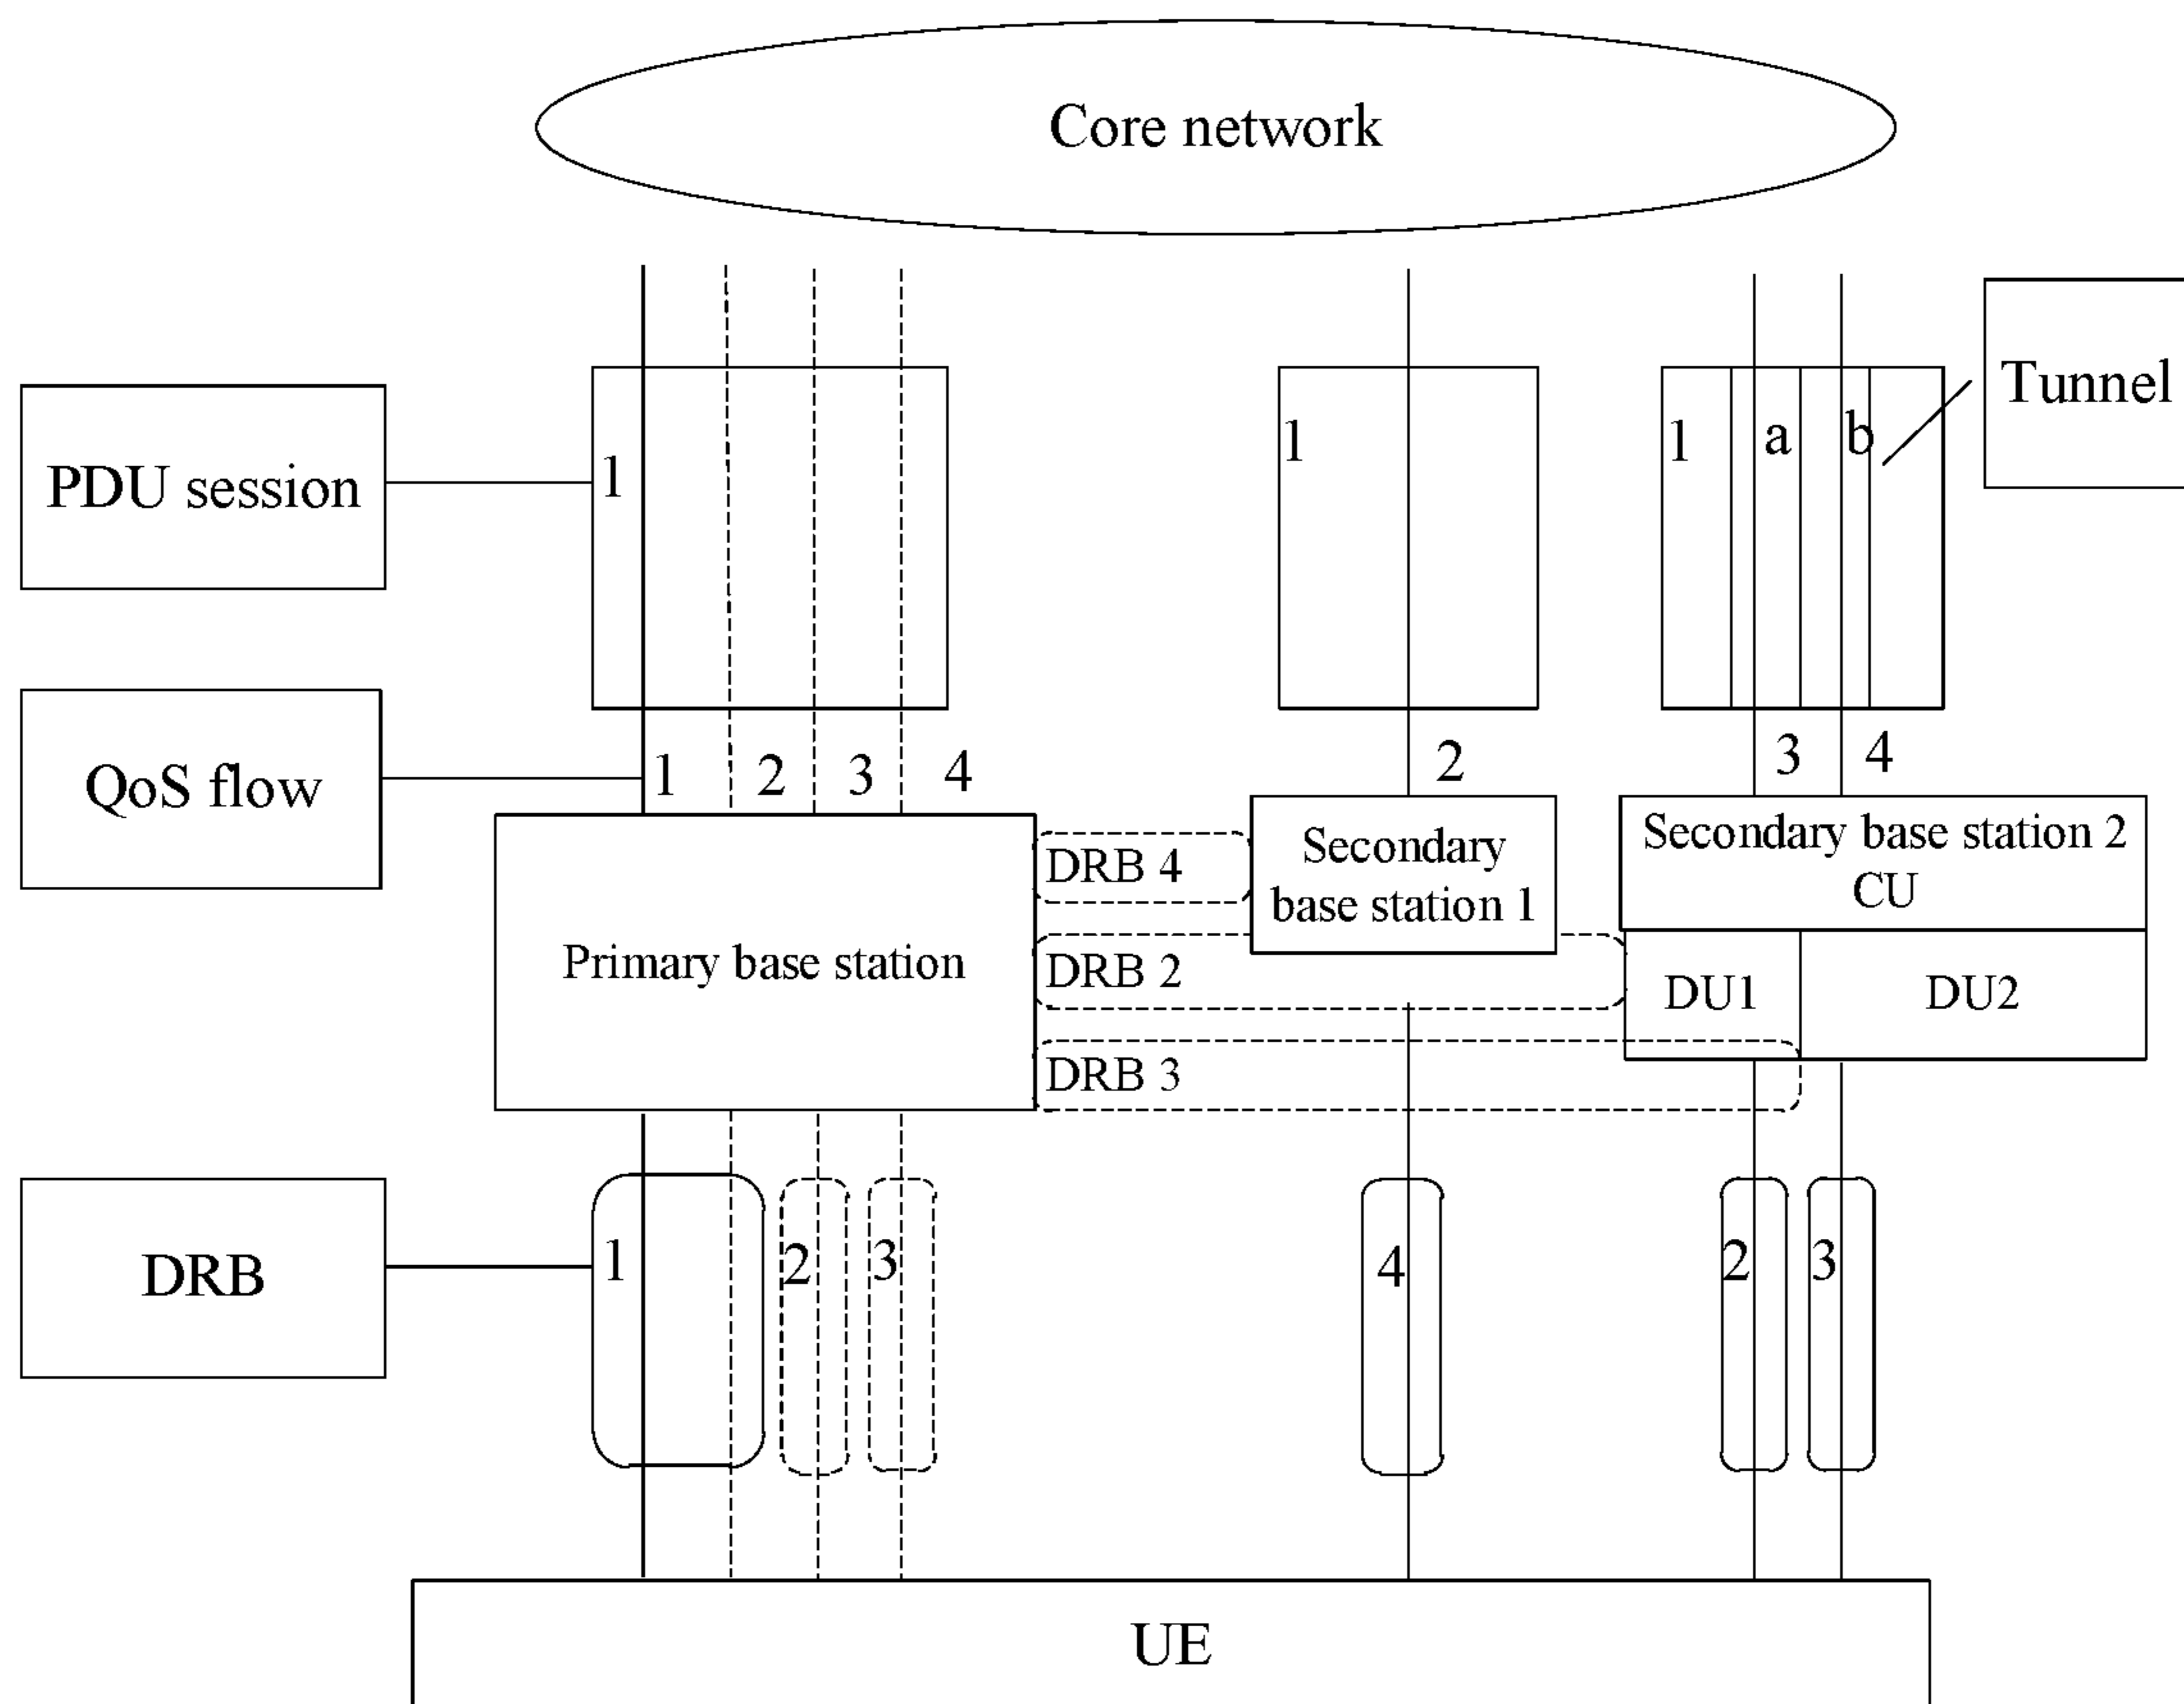 Core network
Tunnel
PDU session
1
1
1 a b
QoS flow
1 2 3 4
2
3 4
Primary base station
DRB 4
DRB 2
DRB 3
Secondary
base station 1
Secondary base station 2
CU
DU1 DU2
DRB
1 2 3
4
2 3
UE